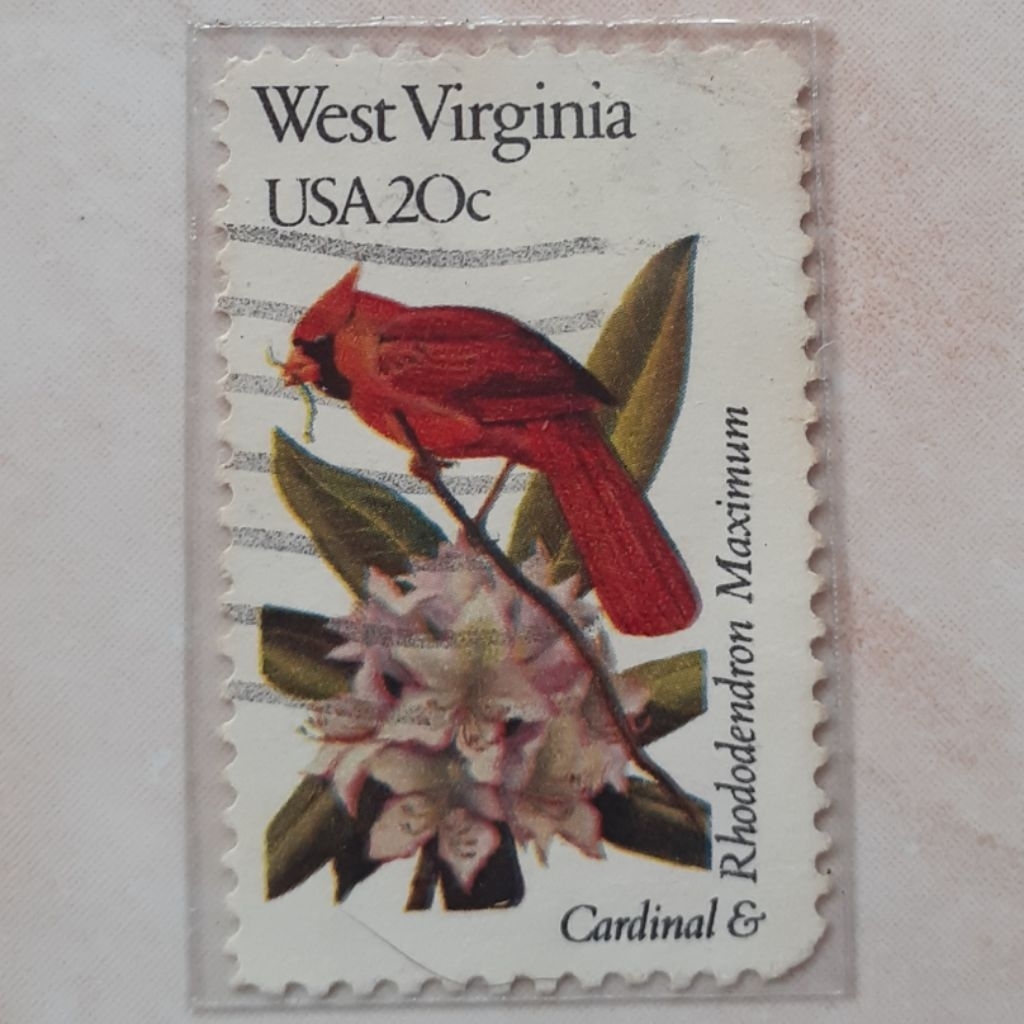 West Virginia
USA 20c
Cardinal &
Rhododendron Maximum